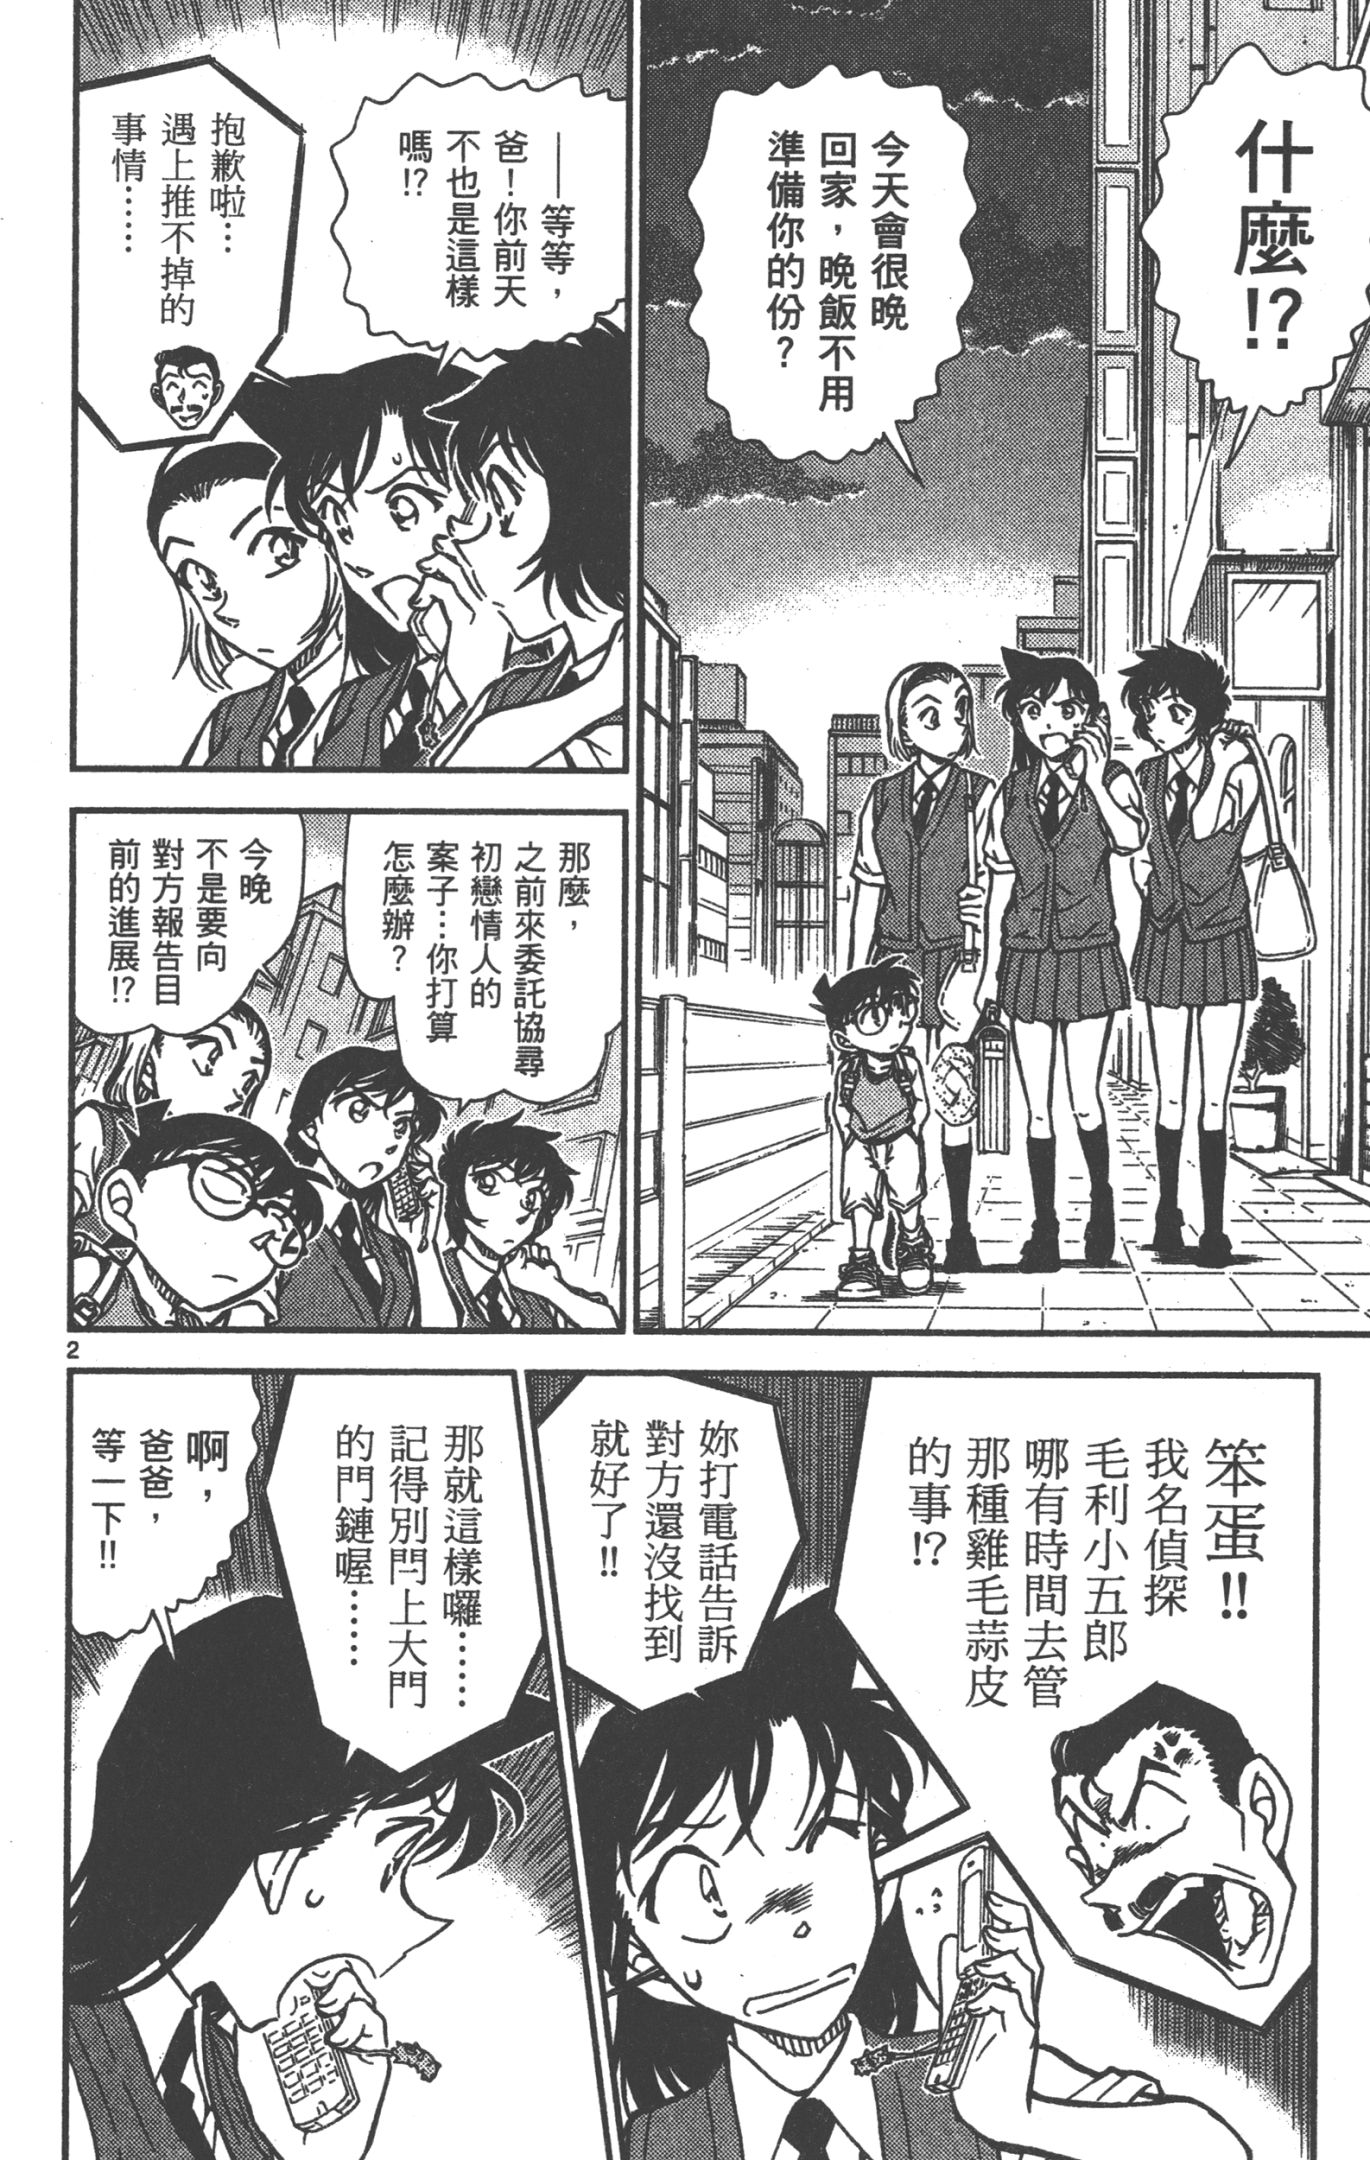 什麼!?
今天會很晚
回家，晚飯不用
準備你的份？
——等等，
爸！你前天
不也是這樣
嗎!?
抱歉啦…
遇上推不掉的
事情……
那麼，
之前來委託協尋
初戀情人的
案子…你打算
怎麼辦？
今晚
不是要向
對方報告目
前的進展!?
2
笨蛋!!
我名偵探
毛利小五郎
哪有時間去管
那種雞毛蒜皮
的事!?
妳打電話告訴
對方還沒找到
就好了!!
那就這樣囉……
記得別閂上大門
的門鏈喔……
啊，
爸爸，
等一下!!